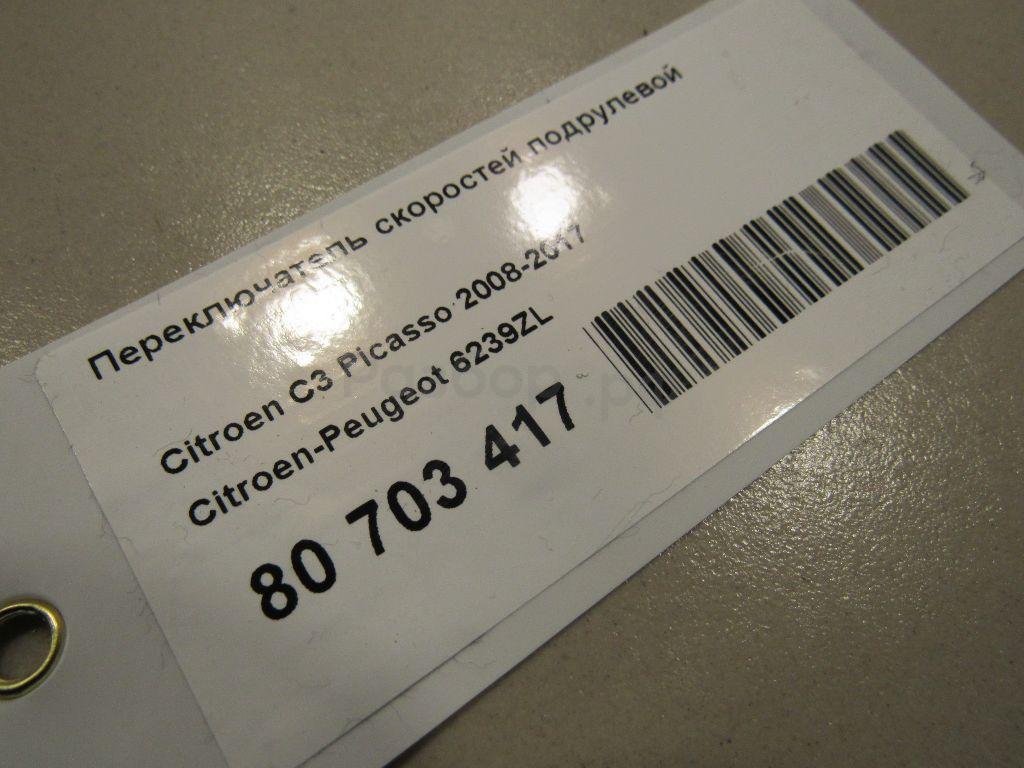 Переключатель скоростей подрулевой
Citroen C3 Picasso 2008-2017
Citroen-Peugeot 6239ZL
80 703 417